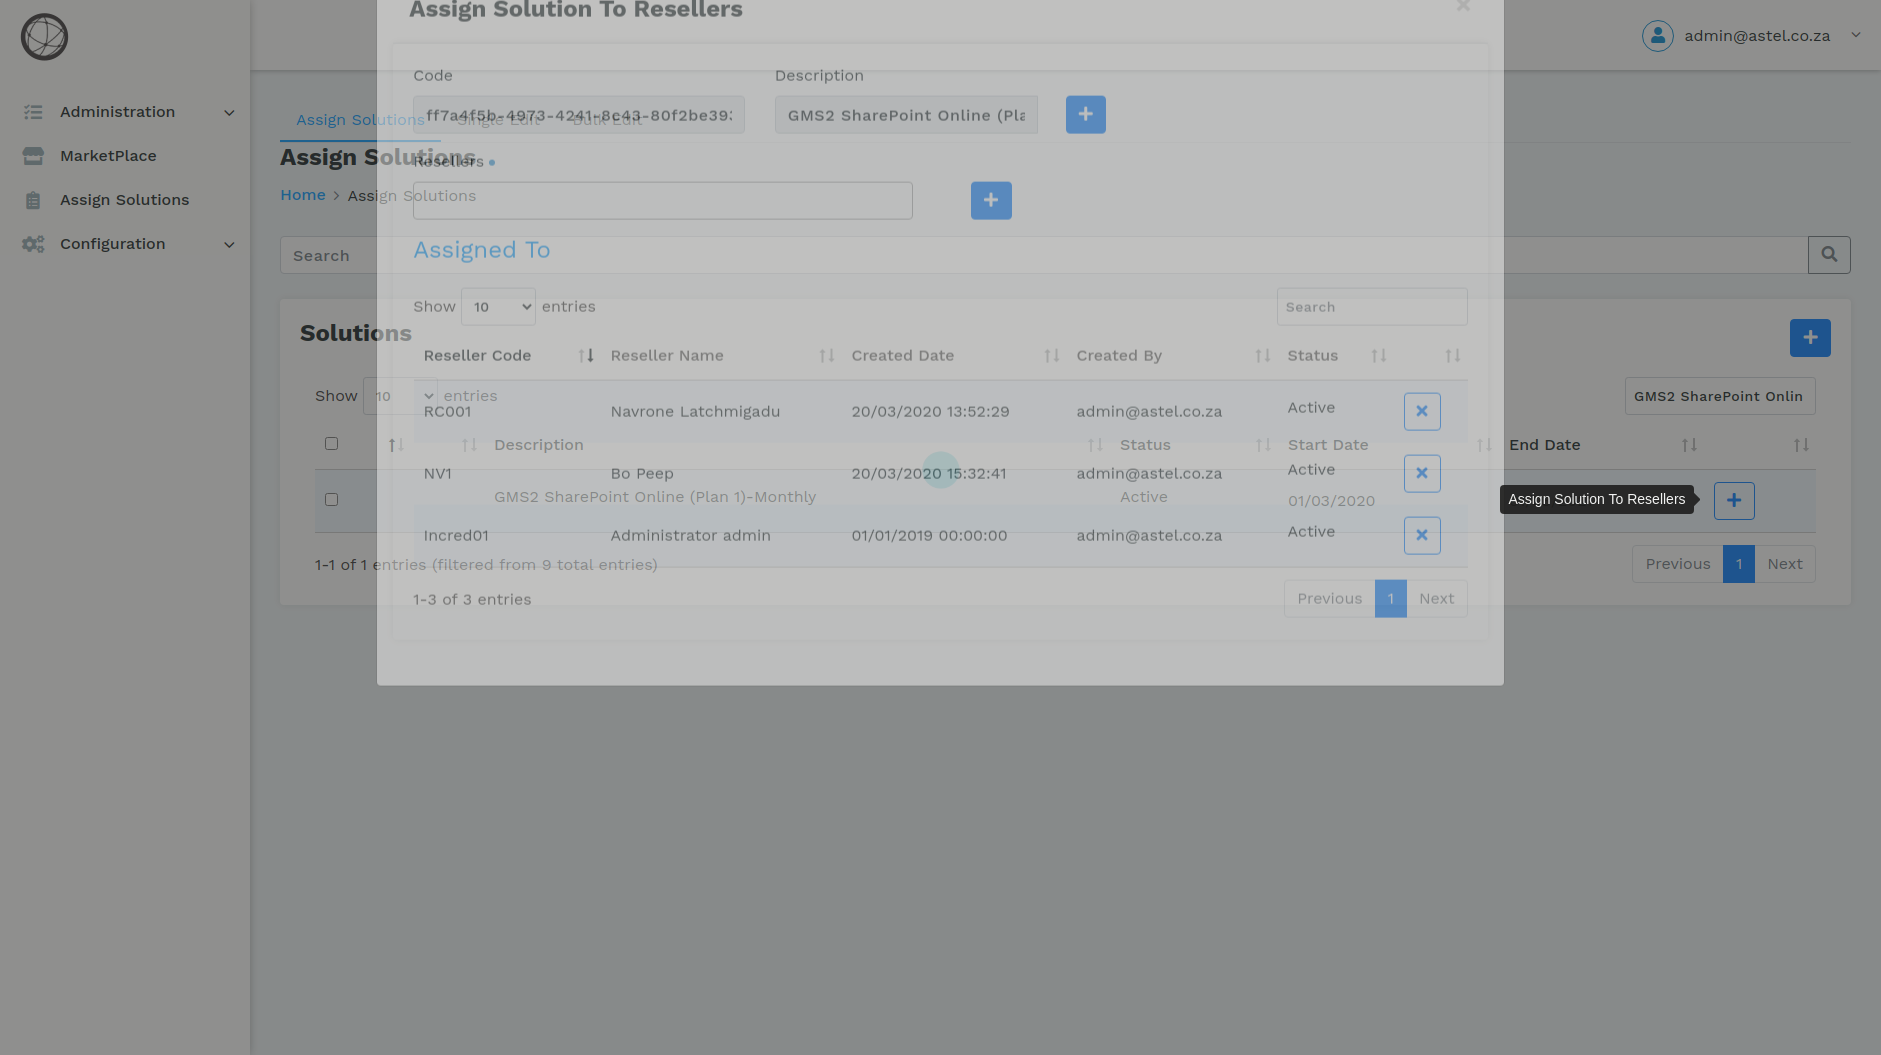 Assign Solution To Resellers
×
admin@astel.co.za
Administration
MarketPlace
Assign Solutions
Configuration
Assign Solutions
Single Edit
Bulk Edit
Assign Solutions
Home > Assign Solutions
Search
Code
Description
ff7a4f5b-4973-4241-8c43-80f2be39
GMS2 SharePoint Online (Pla
Resellers
Assigned To
Show 10 entries
Search
Reseller Code Reseller Name Created Date Created By Status
RC001 Navrone Latchmigadu 20/03/2020 13:52:29 admin@astel.co.za Active
NV1 Bo Peep 20/03/2020 15:32:41 admin@astel.co.za Active
Incred01 Administrator admin 01/01/2019 00:00:00 admin@astel.co.za Active
1-3 of 3 entries
Previous 1 Next
Solutions
Show 10 entries
GMS2 SharePoint Onlin
Description Status Start Date End Date
GMS2 SharePoint Online (Plan 1)-Monthly Active 01/03/2020
Assign Solution To Resellers
1-1 of 1 entries (filtered from 9 total entries)
Previous 1 Next